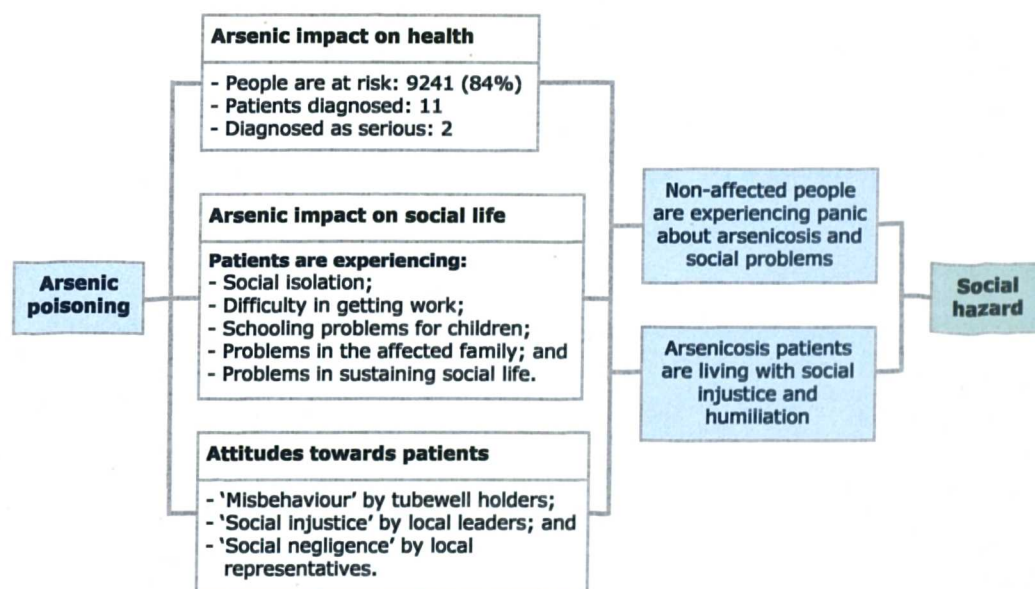 Arsenic impact on health
- People are at risk: 9241 (84%)
- Patients diagnosed: 11
- Diagnosed as serious: 2
Arsenic impact on social life
Patients are experiencing:
- Social isolation;
- Difficulty in getting work;
- Schooling problems for children;
- Problems in the affected family; and
- Problems in sustaining social life.
Attitudes towards patients
- ‘Misbehaviour’ by tubewell holders;
- ‘Social injustice’ by local leaders; and
- ‘Social negligence’ by local
representatives.
Arsenic
poisoning
Non-affected people
are experiencing panic
about arsenicosis and
social problems
Arsenicosis patients
are living with social
injustice and
humiliation
Social
hazard